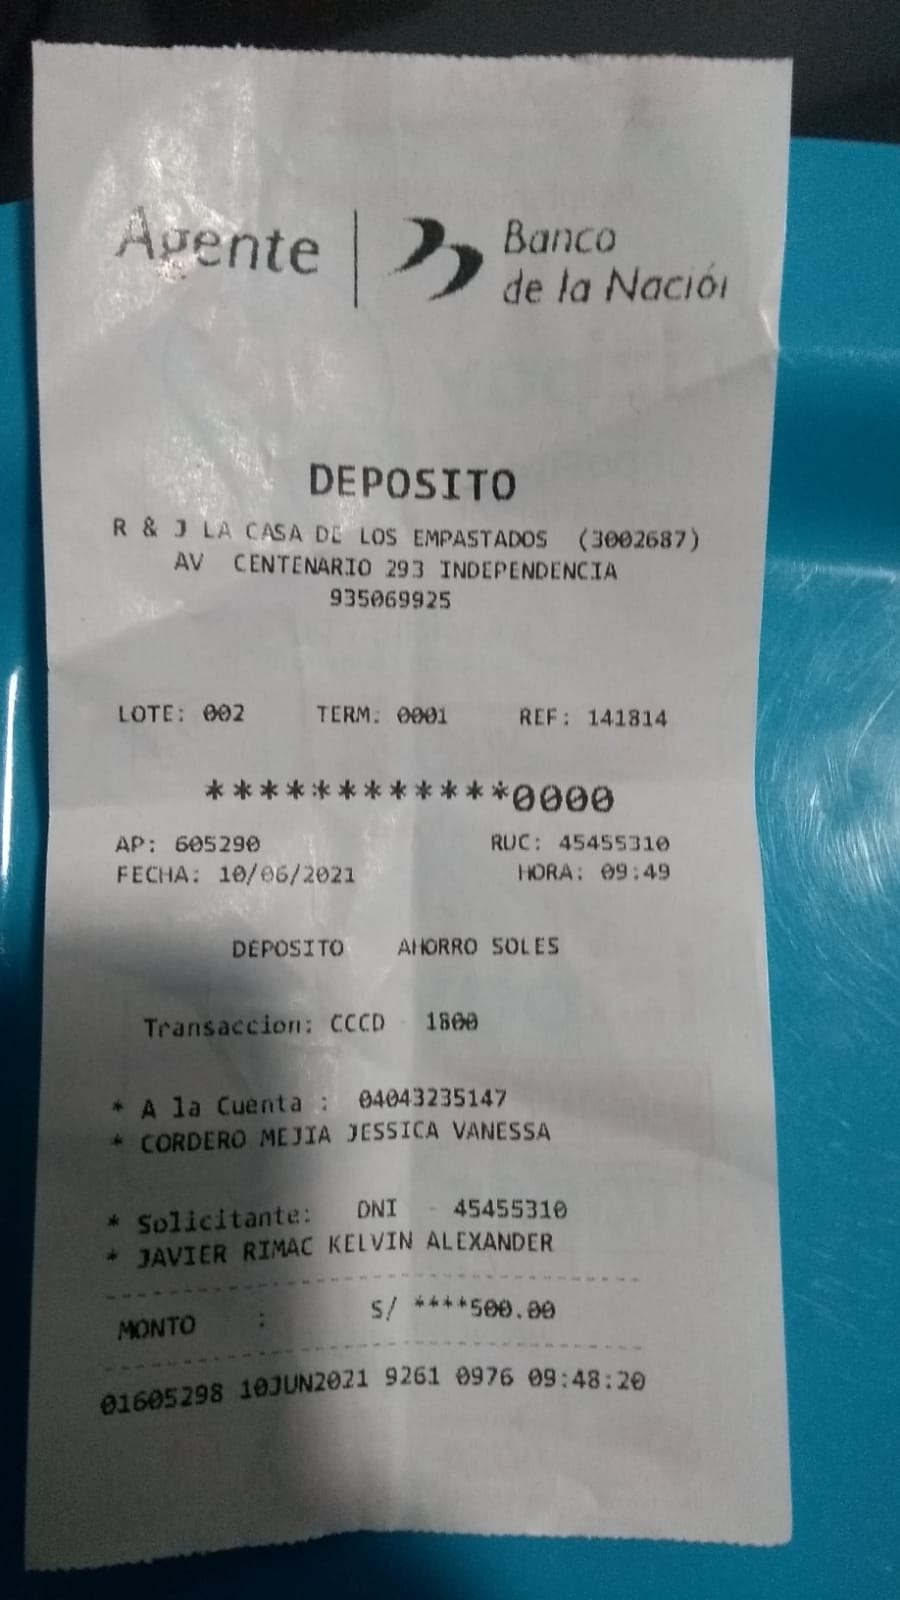 Agente | Banco
de la Nación
DEPOSITO
R & J LA CASA DE LOS EMPASTADOS (3002687)
AV CENTENARIO 293 INDEPENDENCIA
935069925
LOTE: 002 TERM: 0001 REF: 141814
************0000
AP: 605290 RUC: 45455310
FECHA: 10/06/2021 HORA: 09:49
DEPOSITO AHORRO SOLES
Transaccion: CCCD - 1800
* A la Cuenta : 04043235147
* CORDERO MEJIA JESSICA VANESSA
* Solicitante: DNI - 45455310
* JAVIER RIMAC KELVIN ALEXANDER
MONTO : S/ ****500.00
01605298 10JUN2021 9261 0976 09:48:20